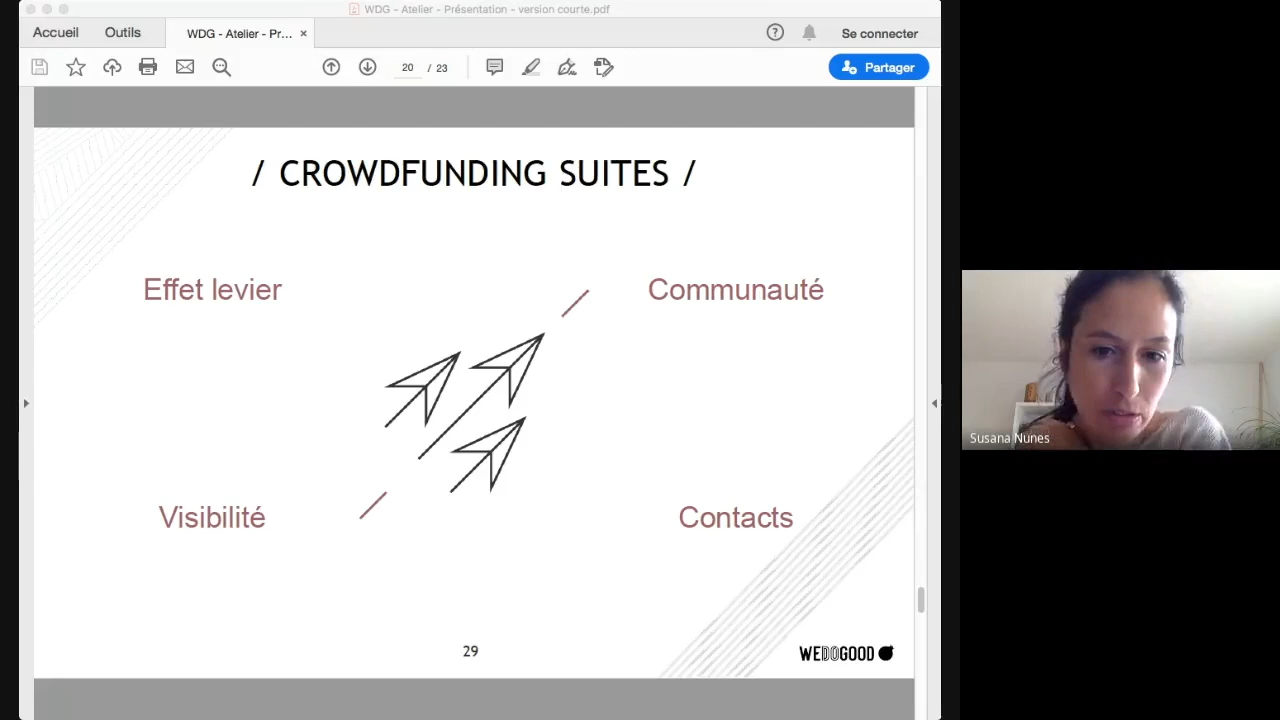 WDG - Atelier - Présentation - version courte.pdf
Accueil Outils WDG - Atelier - Pr... × ? Se connecter
20 / 23 Partager
/ CROWDFUNDING SUITES /
Effet levier Communauté
Visibilité Contacts
29
WEDOGOOD
Susana Nunes